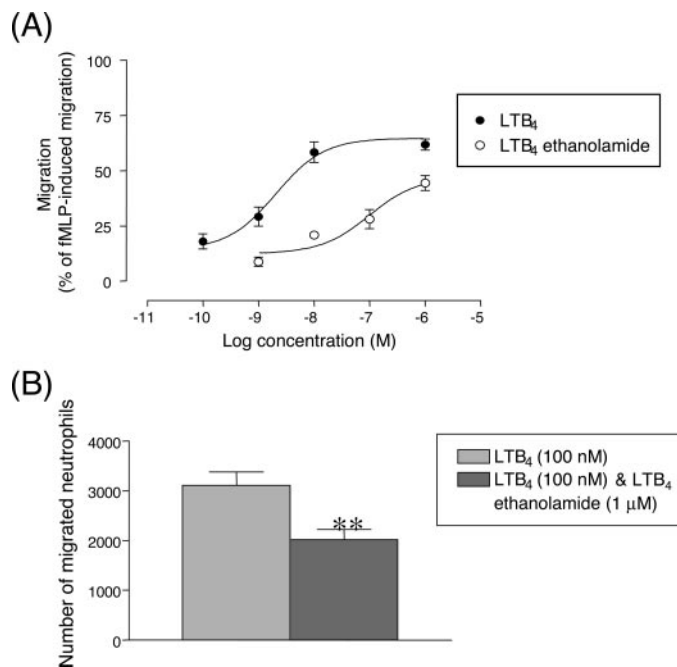 (A)
Migration
(% of fMLP-induced migration)
100
75
50
25
0
-11 -10 -9 -8 -7 -6 -5
Log concentration (M)
LTB₄
LTB₄ ethanolamide
(B)
Number of migrated neutrophils
4000
3000
2000
1000
0
**
LTB₄ (100 nM)
LTB₄ (100 nM) & LTB₄
ethanolamide (1 μM)